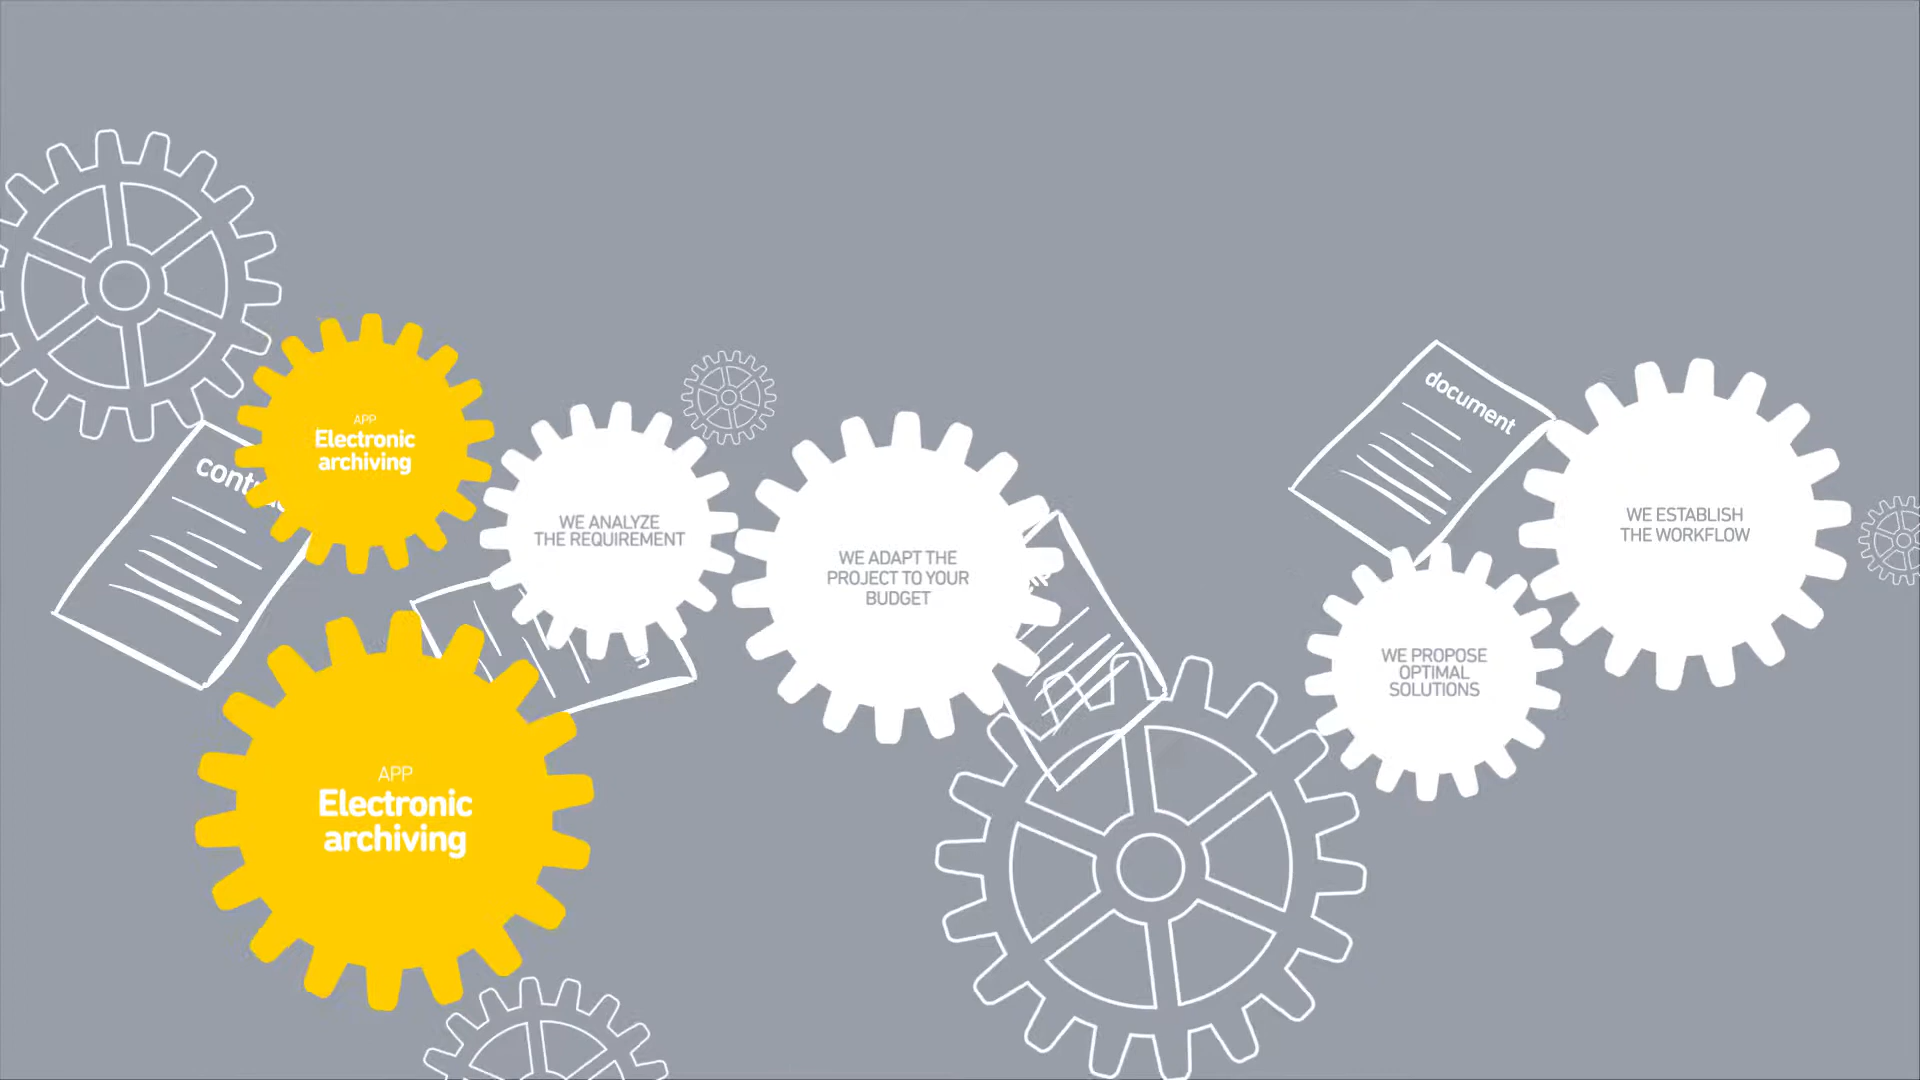 APP
Electronic
archiving
WE ANALYZE
THE REQUIREMENT
WE ADAPT THE
PROJECT TO YOUR
BUDGET
document
WE ESTABLISH
THE WORKFLOW
WE PROPOSE
OPTIMAL
SOLUTIONS
APP
Electronic
archiving